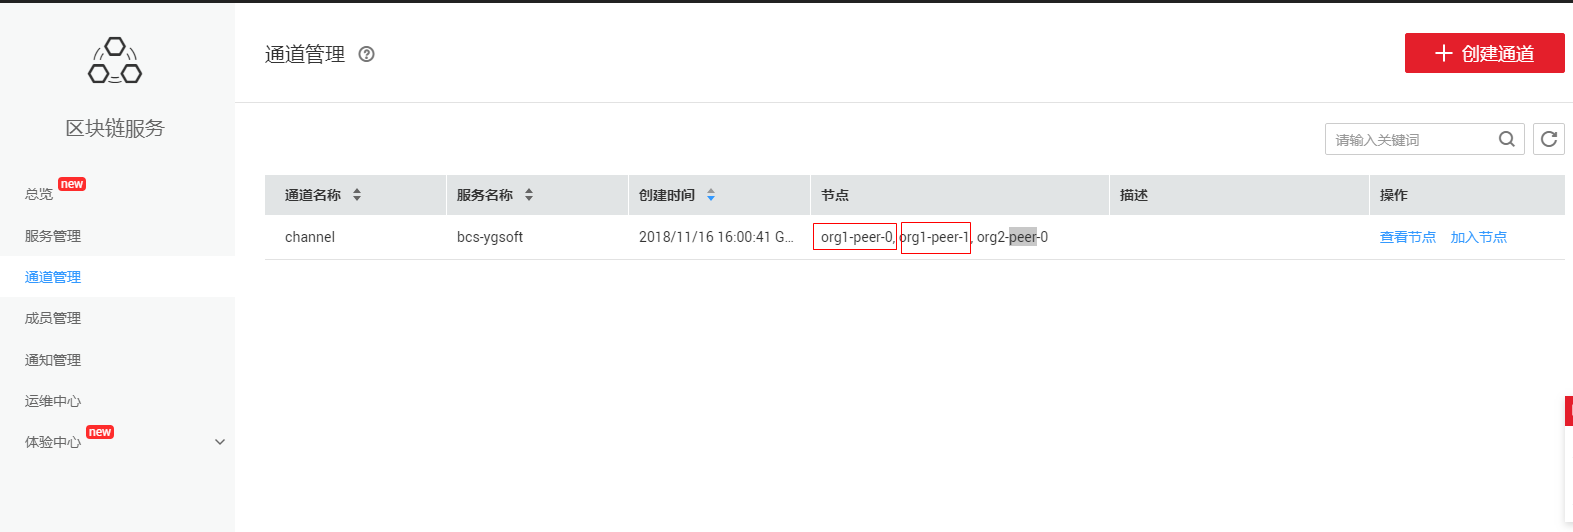 区块链服务
总览 new
服务管理
通道管理
成员管理
通知管理
运维中心
体验中心 new
通道管理 ?
创建通道
请输入关键词
通道名称 服务名称 创建时间 节点 描述 操作
channel bcs-ygsoft 2018/11/16 16:00:41 G... org1-peer-0, org1-peer-1, org2-peer-0 查看节点 加入节点